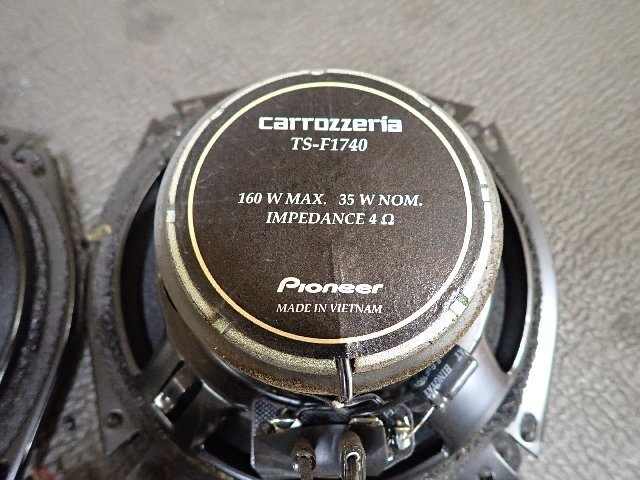 carrozzeria
TS-F1740
160 W MAX. 35 W NOM.
IMPEDANCE 4 Ω
Pioneer
MADE IN VIETNAM